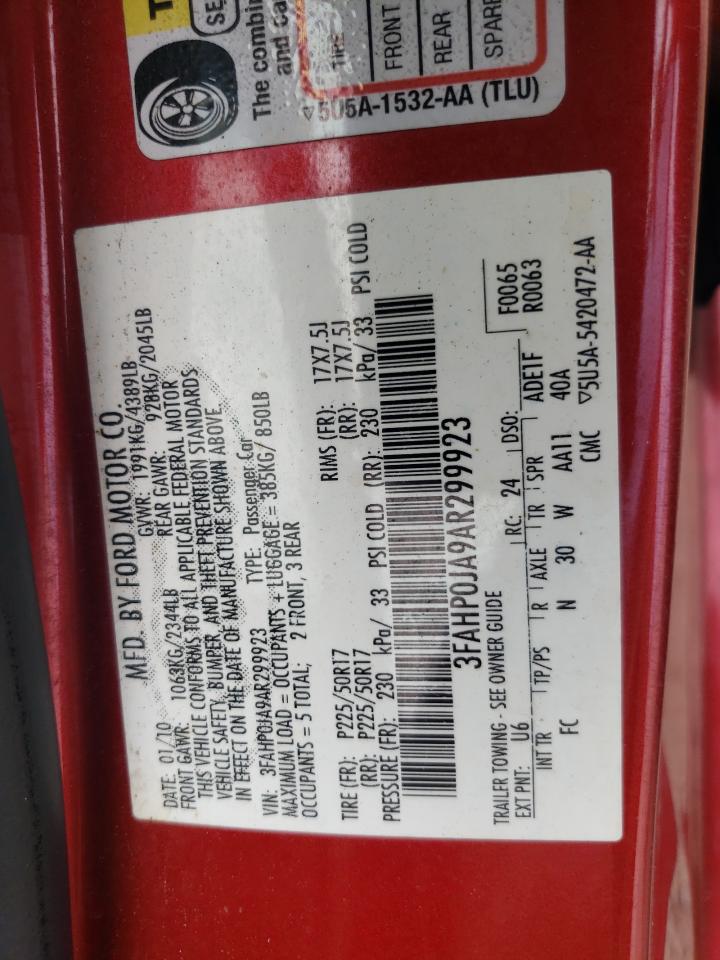 MFD. BY FORD MOTOR CO.
DATE: 01/10 GVWR: 1991KG/4389LB
FRONT GAWR: 1063KG/2344LB REAR GAWR: 928KG/2045LB
THIS VEHICLE CONFORMS TO ALL APPLICABLE FEDERAL MOTOR
VEHICLE SAFETY, BUMPER, AND THEFT PREVENTION STANDARDS
IN EFFECT ON THE DATE OF MANUFACTURE SHOWN ABOVE.
VIN: 3FAHP0JA9AR299923 TYPE: Passenger Car
MAXIMUM LOAD = OCCUPANTS + LUGGAGE = 385KG/ 850LB
OCCUPANTS = 5 TOTAL; 2 FRONT, 3 REAR
TIRE (FR): P225/50R17 RIMS (FR): 17X7.5J
(RR): P225/50R17 (RR): 17X7.5J
PRESSURE (FR): 230 kPa/ 33 PSI COLD (RR): 230 kPa/ 33 PSI COLD
3FAHP0JA9AR299923
TRAILER TOWING - SEE OWNER GUIDE
EXT PNT: U6 RC: 24 DSO: F0065
R0063
INT TR TP/PS R AXLE TR SPR ADE1F
FC N 30 W AA11 40A
CMC ▽5U5A-5420472-AA
T
SE
The combin
and ca
TIRE
FRONT
REAR
SPARE
▽5U5A-1532-AA (TLU)